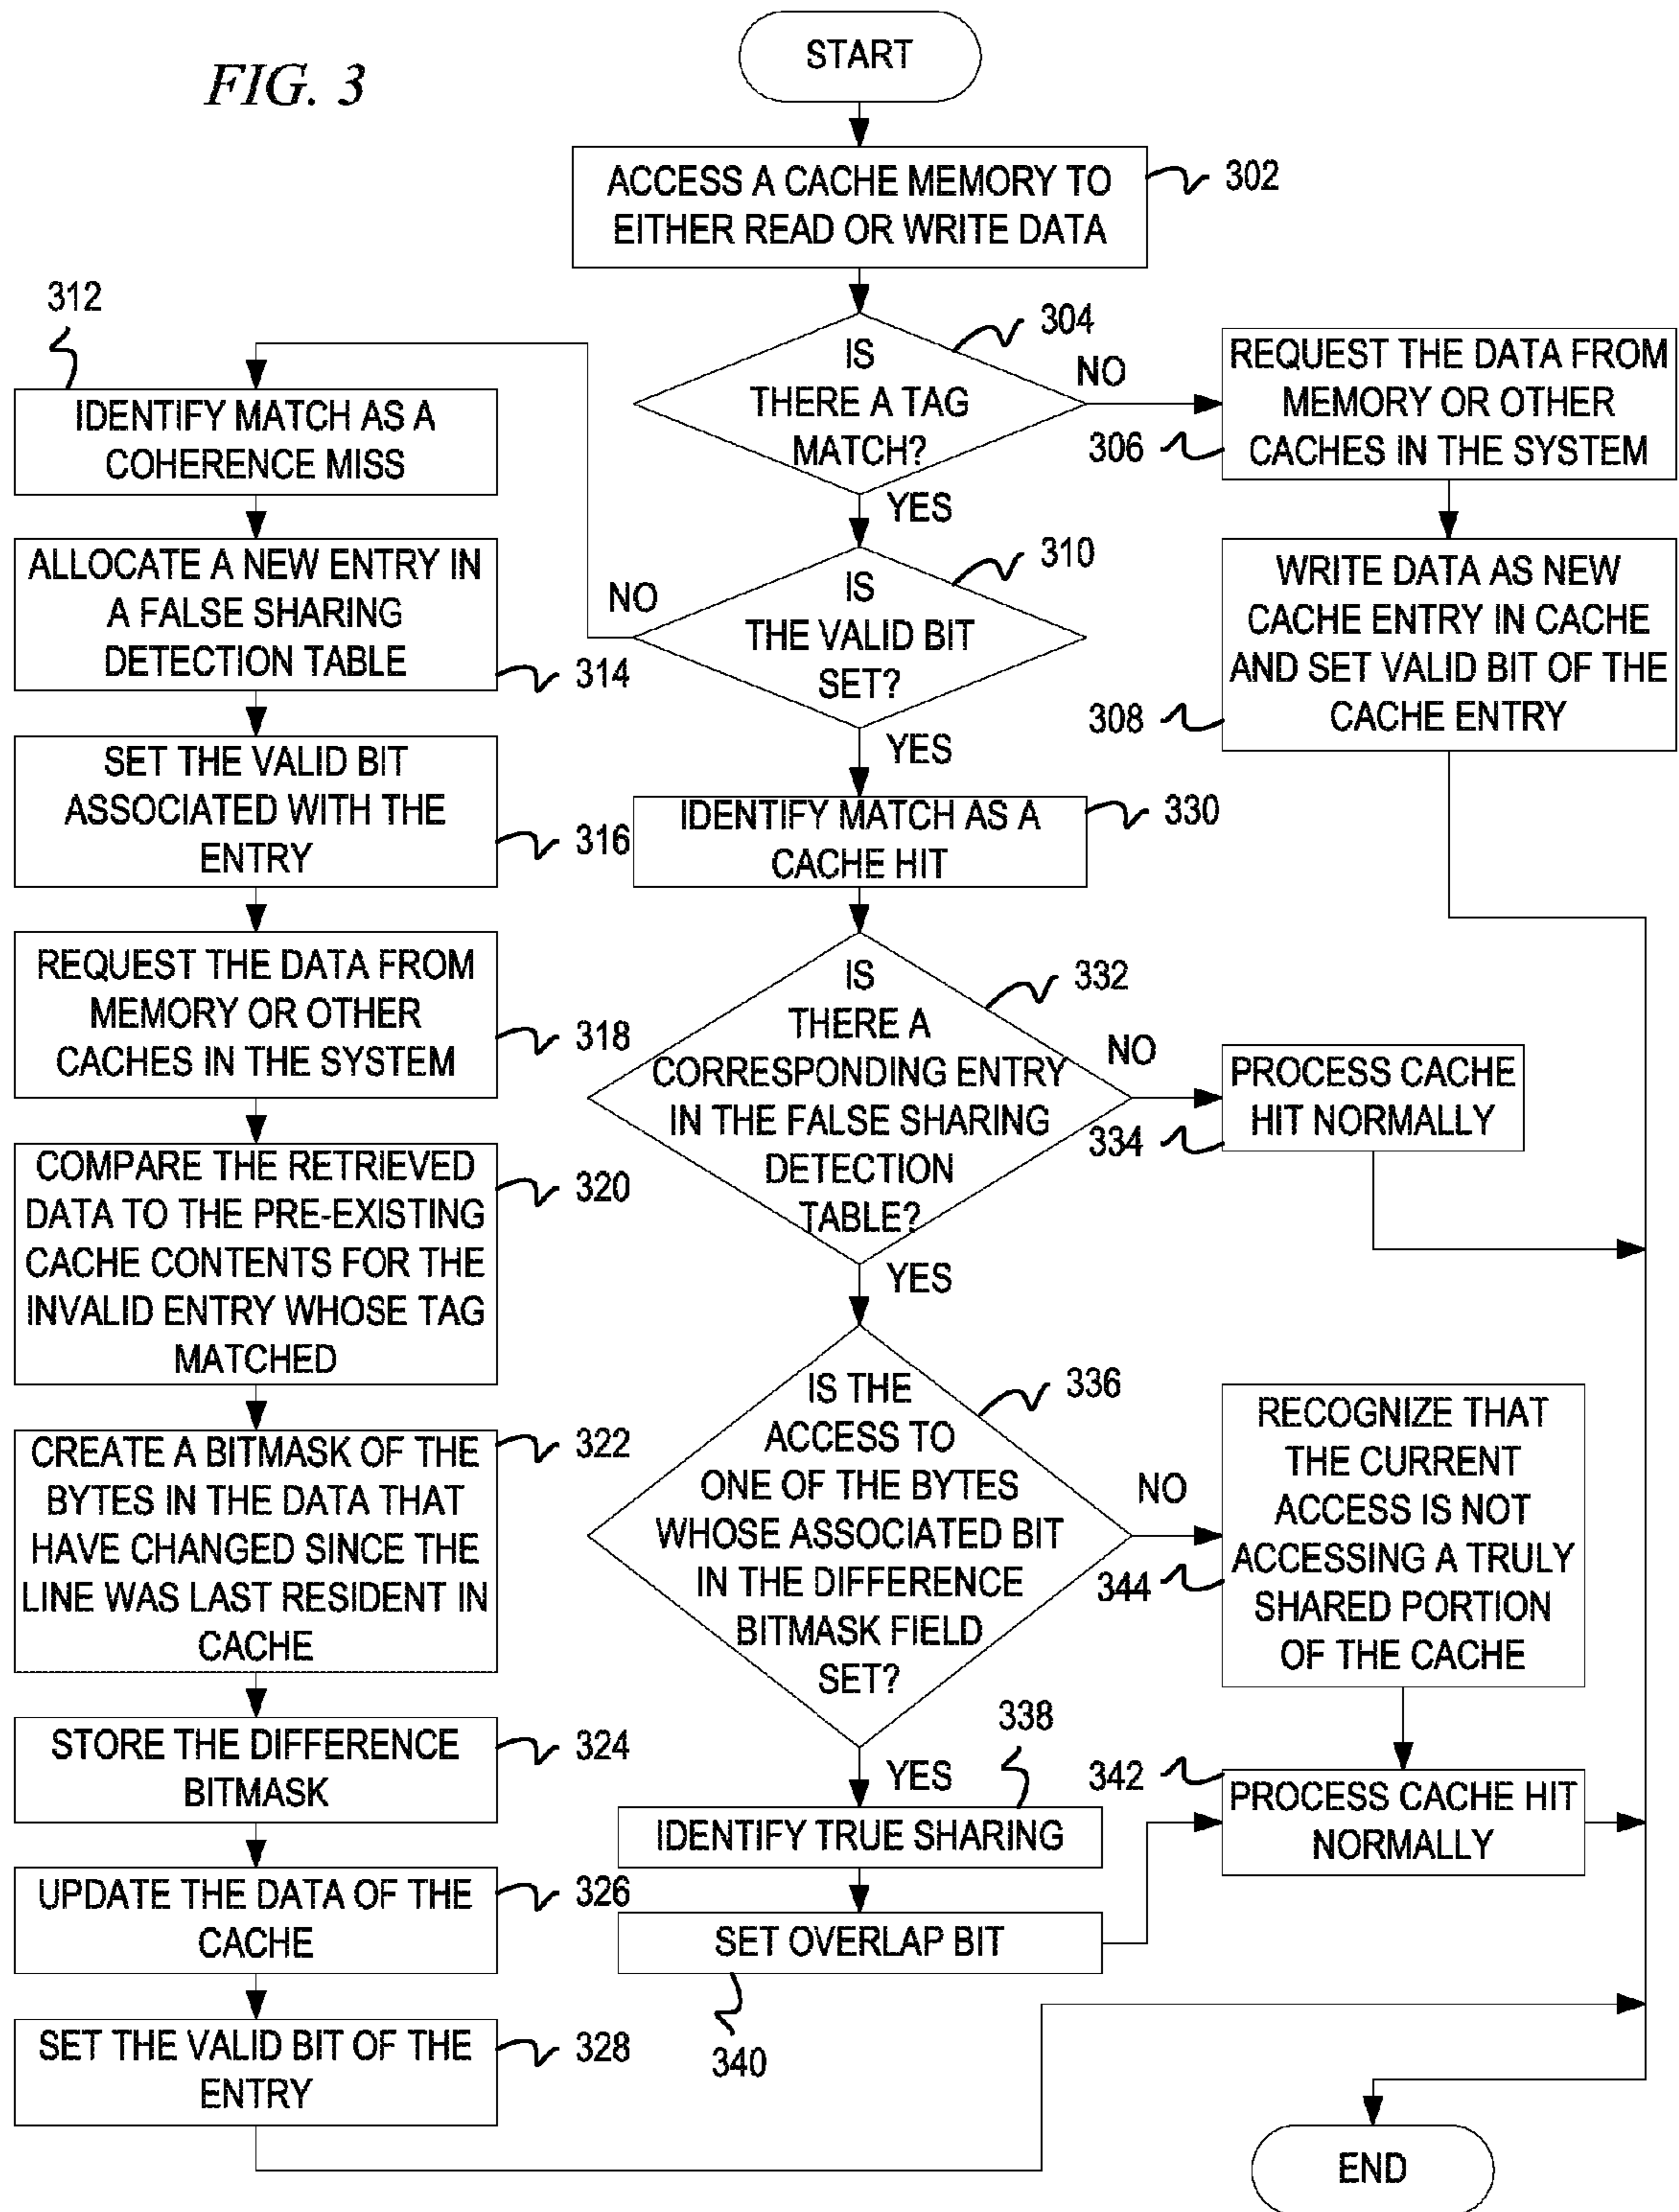 FIG. 3
START
ACCESS A CACHE MEMORY TO
EITHER READ OR WRITE DATA
302
304
IS
THERE A TAG
MATCH?
NO
YES
REQUEST THE DATA FROM
MEMORY OR OTHER
CACHES IN THE SYSTEM
306
WRITE DATA AS NEW
CACHE ENTRY IN CACHE
AND SET VALID BIT OF THE
CACHE ENTRY
308
310
IS
THE VALID BIT
SET?
NO
YES
312
IDENTIFY MATCH AS A
COHERENCE MISS
ALLOCATE A NEW ENTRY IN
A FALSE SHARING
DETECTION TABLE
314
SET THE VALID BIT
ASSOCIATED WITH THE
ENTRY
316
REQUEST THE DATA FROM
MEMORY OR OTHER
CACHES IN THE SYSTEM
318
COMPARE THE RETRIEVED
DATA TO THE PRE-EXISTING
CACHE CONTENTS FOR THE
INVALID ENTRY WHOSE TAG
MATCHED
320
CREATE A BITMASK OF THE
BYTES IN THE DATA THAT
HAVE CHANGED SINCE THE
LINE WAS LAST RESIDENT IN
CACHE
322
STORE THE DIFFERENCE
BITMASK
324
UPDATE THE DATA OF THE
CACHE
326
SET THE VALID BIT OF THE
ENTRY
328
IDENTIFY MATCH AS A
CACHE HIT
330
332
IS
THERE A
CORRESPONDING ENTRY
IN THE FALSE SHARING
DETECTION
TABLE?
NO
YES
PROCESS CACHE
HIT NORMALLY
334
336
IS THE
ACCESS TO
ONE OF THE BYTES
WHOSE ASSOCIATED BIT
IN THE DIFFERENCE
BITMASK FIELD
SET?
NO
YES
RECOGNIZE THAT
THE CURRENT
ACCESS IS NOT
ACCESSING A TRULY
SHARED PORTION
OF THE CACHE
344
338
IDENTIFY TRUE SHARING
SET OVERLAP BIT
340
342
PROCESS CACHE HIT
NORMALLY
END